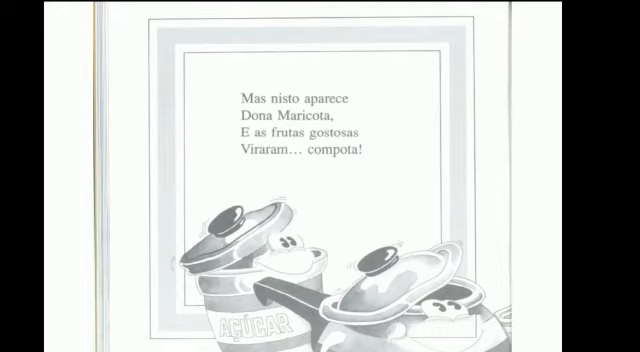 Mas nisto aparece
Dona Maricota,
E as frutas gostosas
Viraram... compota!
AÇÚCAR